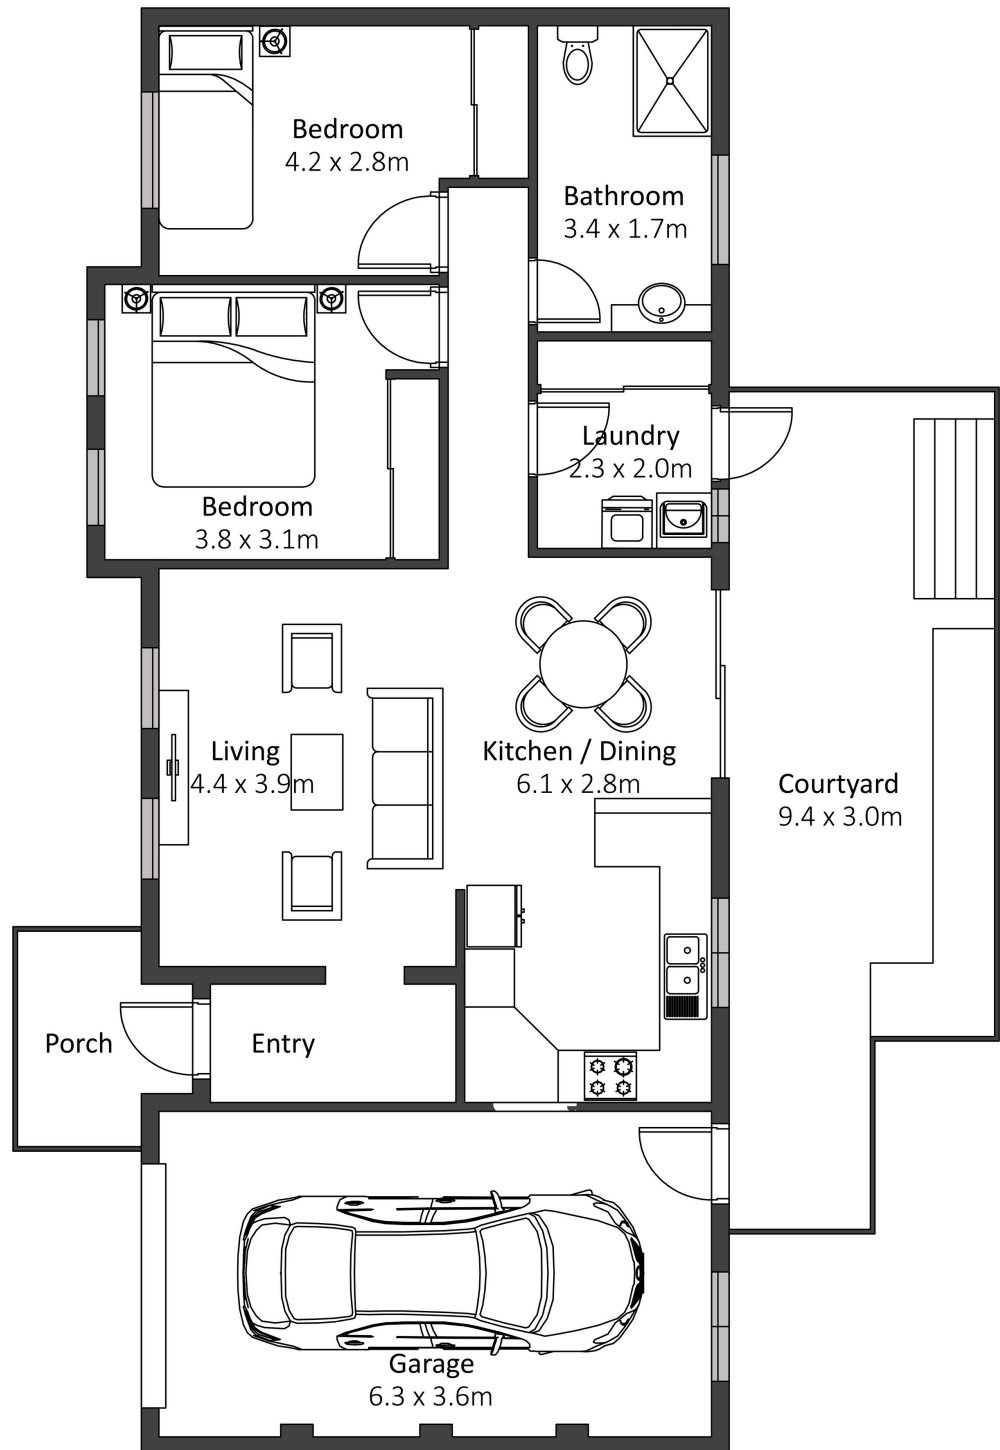 Bedroom
4.2 x 2.8m
Bathroom
3.4 x 1.7m
Laundry
2.3 x 2.0m
Bedroom
3.8 x 3.1m
Living
4.4 x 3.9m
Kitchen / Dining
6.1 x 2.8m
Courtyard
9.4 x 3.0m
Porch
Entry
Garage
6.3 x 3.6m